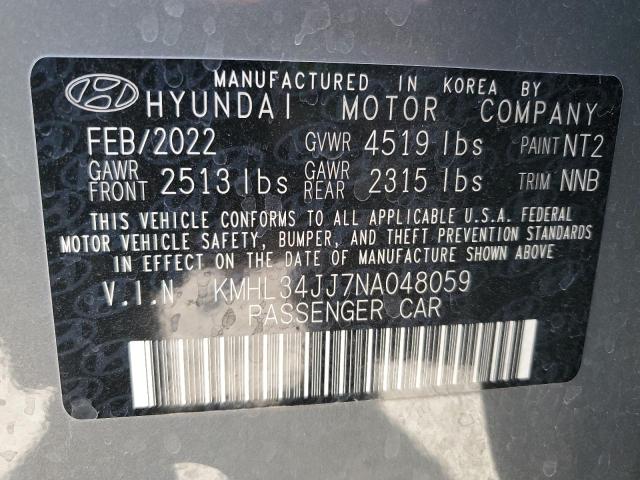 MANUFACTURED IN KOREA BY
HYUNDAI MOTOR COMPANY
FEB/2022 GVWR 4519 lbs PAINT NT2
GAWR FRONT 2513 lbs GAWR REAR 2315 lbs TRIM NNB
THIS VEHICLE CONFORMS TO ALL APPLICABLE U.S.A. FEDERAL
MOTOR VEHICLE SAFETY, BUMPER, AND THEFT PREVENTION STANDARDS
IN EFFECT ON THE DATE OF MANUFACTURE SHOWN ABOVE.
V.I.N KMHL34JJ7NA048059
PASSENGER CAR